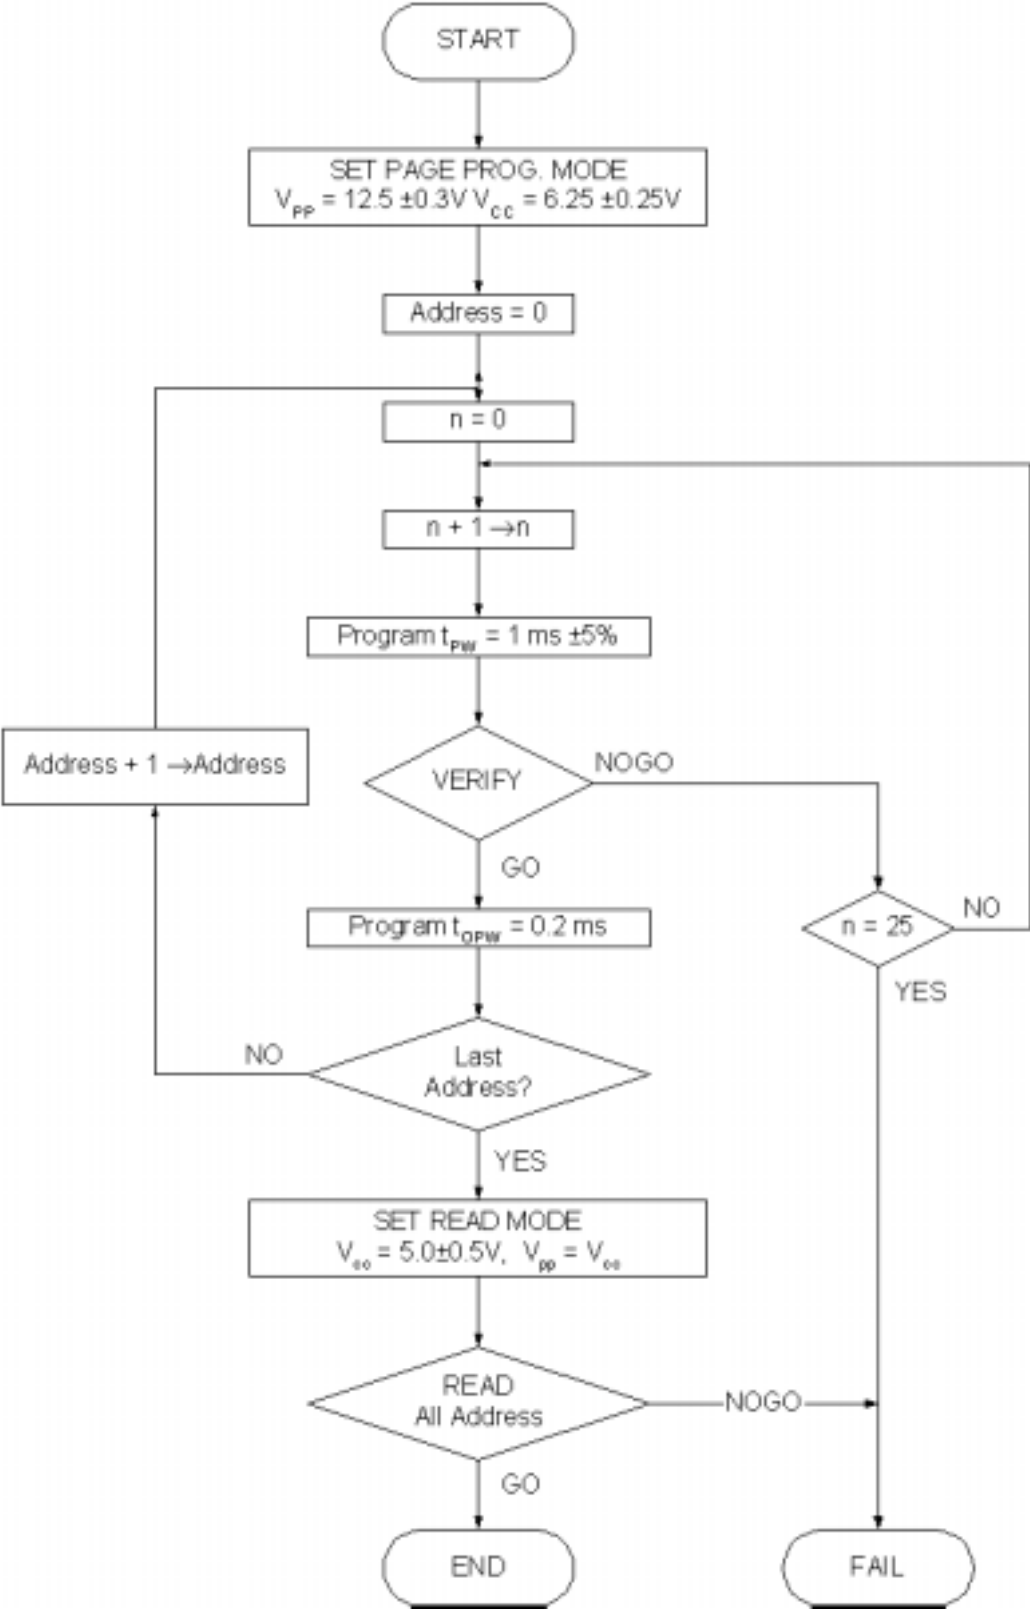 START
SET PAGE PROG. MODE
VPP = 12.5 ±0.3V VCC = 6.25 ±0.25V
Address = 0
n = 0
n + 1 →n
Program tPW = 1 ms ±5%
Address + 1 →Address
VERIFY
NOGO
GO
Program tOPW = 0.2 ms
n = 25
NO
YES
NO
Last
Address?
YES
SET READ MODE
Vcc = 5.0±0.5V, Vpp = Vcc
READ
All Address
NOGO
GO
END
FAIL